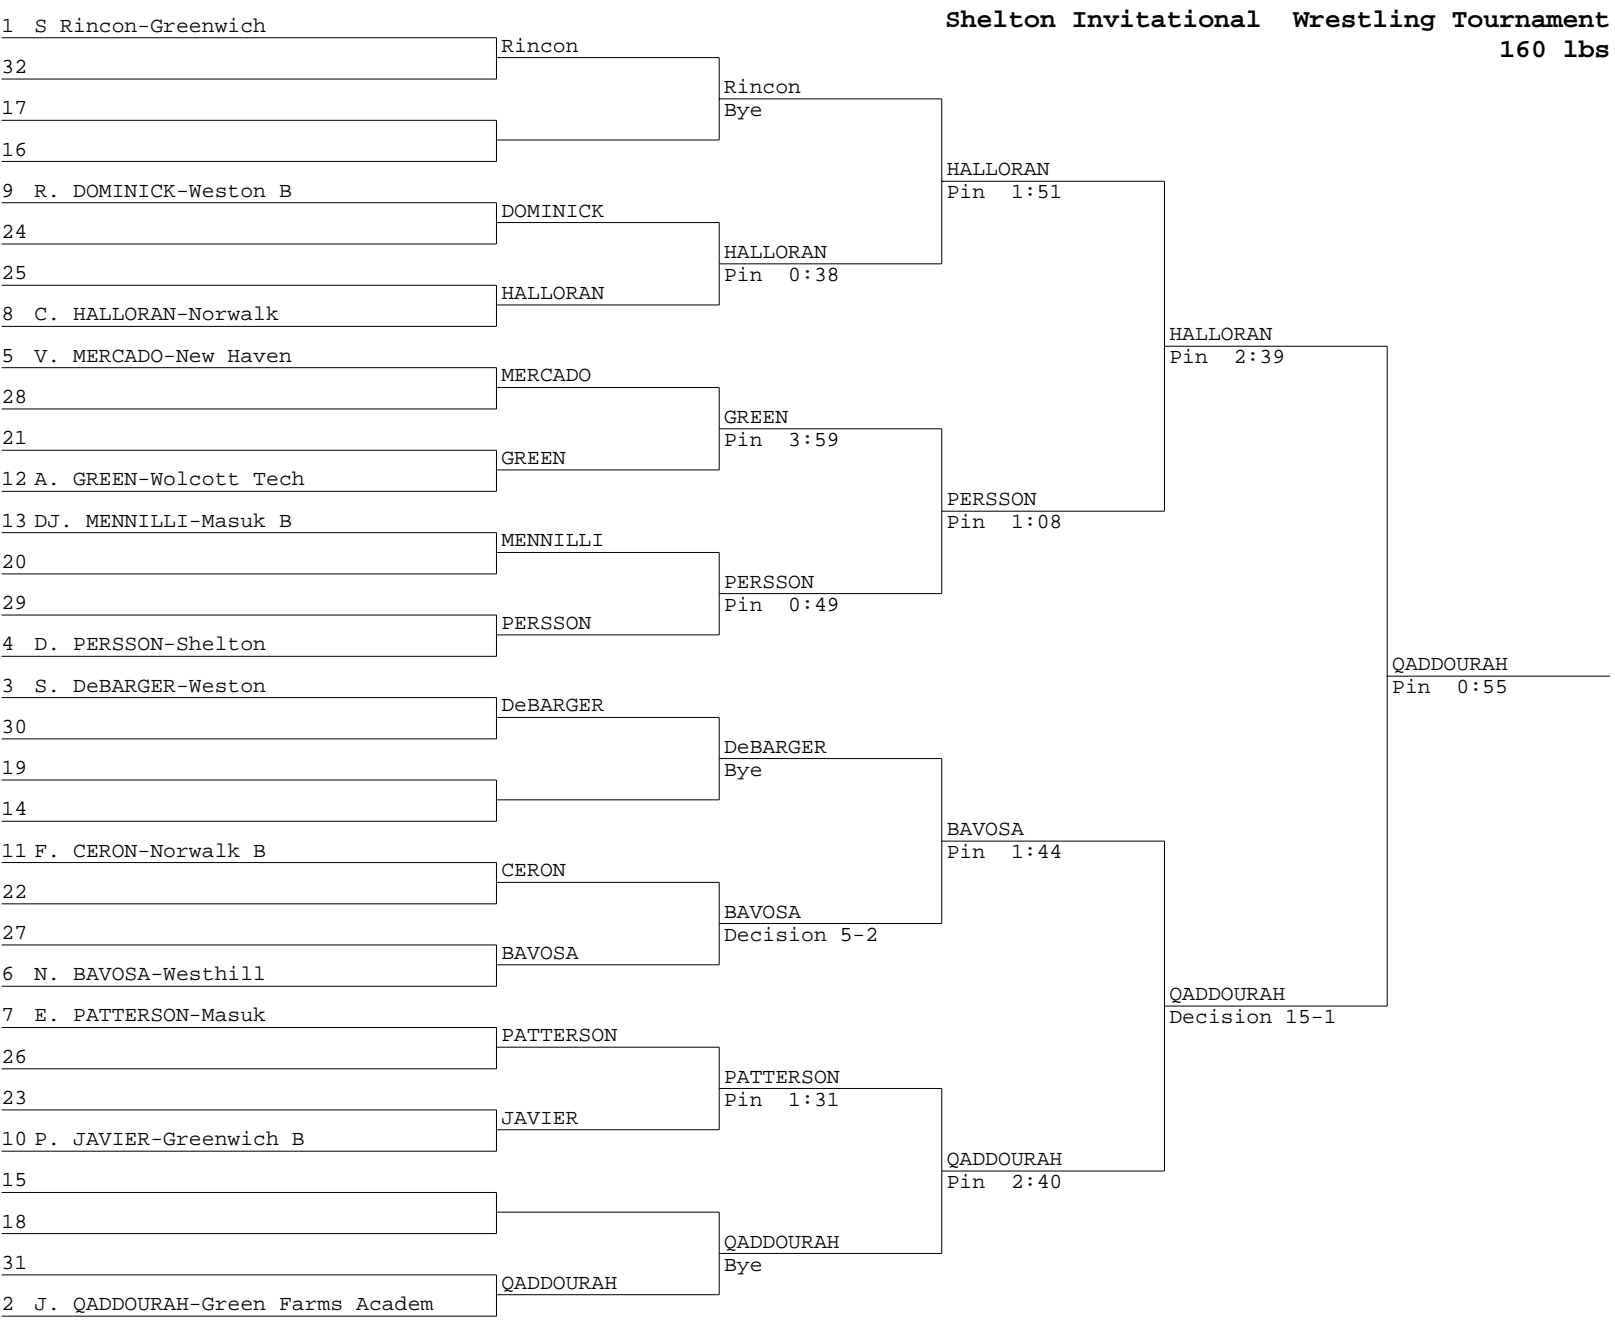 Shelton Invitational  Wrestling Tournament
160 lbs
1 S Rincon-Greenwich
32
17
16
9 R. DOMINICK-Weston B
24
25
8 C. HALLORAN-Norwalk
5 V. MERCADO-New Haven
28
21
12 A. GREEN-Wolcott Tech
13 DJ. MENNILLI-Masuk B
20
29
4 D. PERSSON-Shelton
3 S. DeBARGER-Weston
30
19
14
11 F. CERON-Norwalk B
22
27
6 N. BAVOSA-Westhill
7 E. PATTERSON-Masuk
26
23
10 P. JAVIER-Greenwich B
15
18
31
2 J. QADDOURAH-Green Farms Academ
Rincon
DOMINICK
HALLORAN
MERCADO
GREEN
MENNILLI
PERSSON
DeBARGER
CERON
BAVOSA
PATTERSON
JAVIER
QADDOURAH
Rincon
Bye
HALLORAN
Pin 0:38
GREEN
Pin 3:59
PERSSON
Pin 0:49
DeBARGER
Bye
BAVOSA
Decision 5-2
PATTERSON
Pin 1:31
QADDOURAH
Bye
HALLORAN
Pin 1:51
PERSSON
Pin 1:08
BAVOSA
Pin 1:44
QADDOURAH
Pin 2:40
HALLORAN
Pin 2:39
QADDOURAH
Decision 15-1
QADDOURAH
Pin 0:55